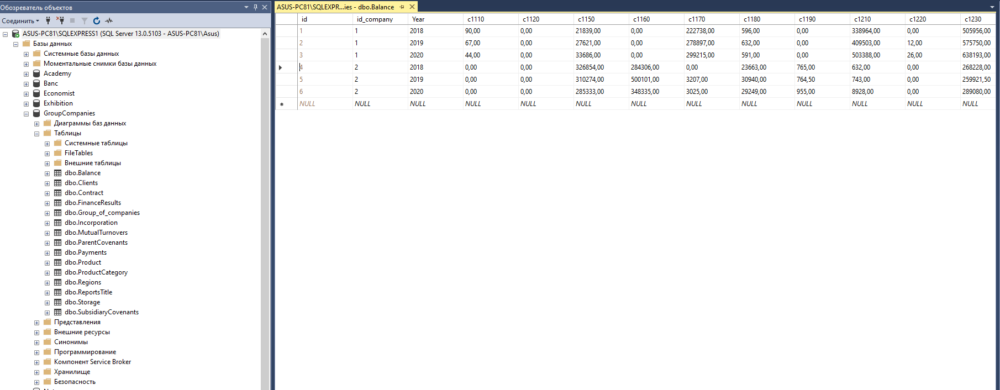 Обозреватель объектов
Соединить
ASUS-PC81\SQLEXPRESS1 (SQL Server 13.0.5103 - ASUS-PC81\Asus)
Базы данных
Системные базы данных
Моментальные снимки базы данных
Academy
Banc
Economist
Exhibition
GroupCompanies
Диаграммы баз данных
Таблицы
Системные таблицы
FileTables
Внешние таблицы
dbo.Balance
dbo.Clients
dbo.Contract
dbo.FinanceResults
dbo.Group_of_companies
dbo.Incorporation
dbo.MutualTurnovers
dbo.ParentCovenants
dbo.Payments
dbo.Product
dbo.ProductCategory
dbo.Regions
dbo.ReportsTitle
dbo.Storage
dbo.SubsidiaryCovenants
Представления
Внешние ресурсы
Синонимы
Программирование
Компонент Service Broker
Хранилище
Безопасность
ASUS-PC81\SQLEXPR...ies - dbo.Balance
id id_company Year c1110 c1120 c1150 c1160 c1170 c1180 c1190 c1210 c1220 c1230
1 1 2018 90,00 0,00 21839,00 0,00 222738,00 596,00 0,00 338964,00 0,00 505956,00
2 1 2019 67,00 0,00 27621,00 0,00 278897,00 632,00 0,00 409503,00 12,00 575750,00
3 1 2020 44,00 0,00 33686,00 0,00 299215,00 591,00 0,00 503388,00 26,00 638193,00
4 2 2018 0,00 0,00 326854,00 284306,00 0,00 23663,00 765,00 632,00 0,00 268228,00
5 2 2019 0,00 0,00 310274,00 500101,00 3207,00 30940,00 764,50 743,00 0,00 259921,50
6 2 2020 0,00 0,00 285333,00 348335,00 3025,00 29249,00 955,00 8928,00 0,00 289080,00
NULL NULL NULL NULL NULL NULL NULL NULL NULL NULL NULL NULL NULL